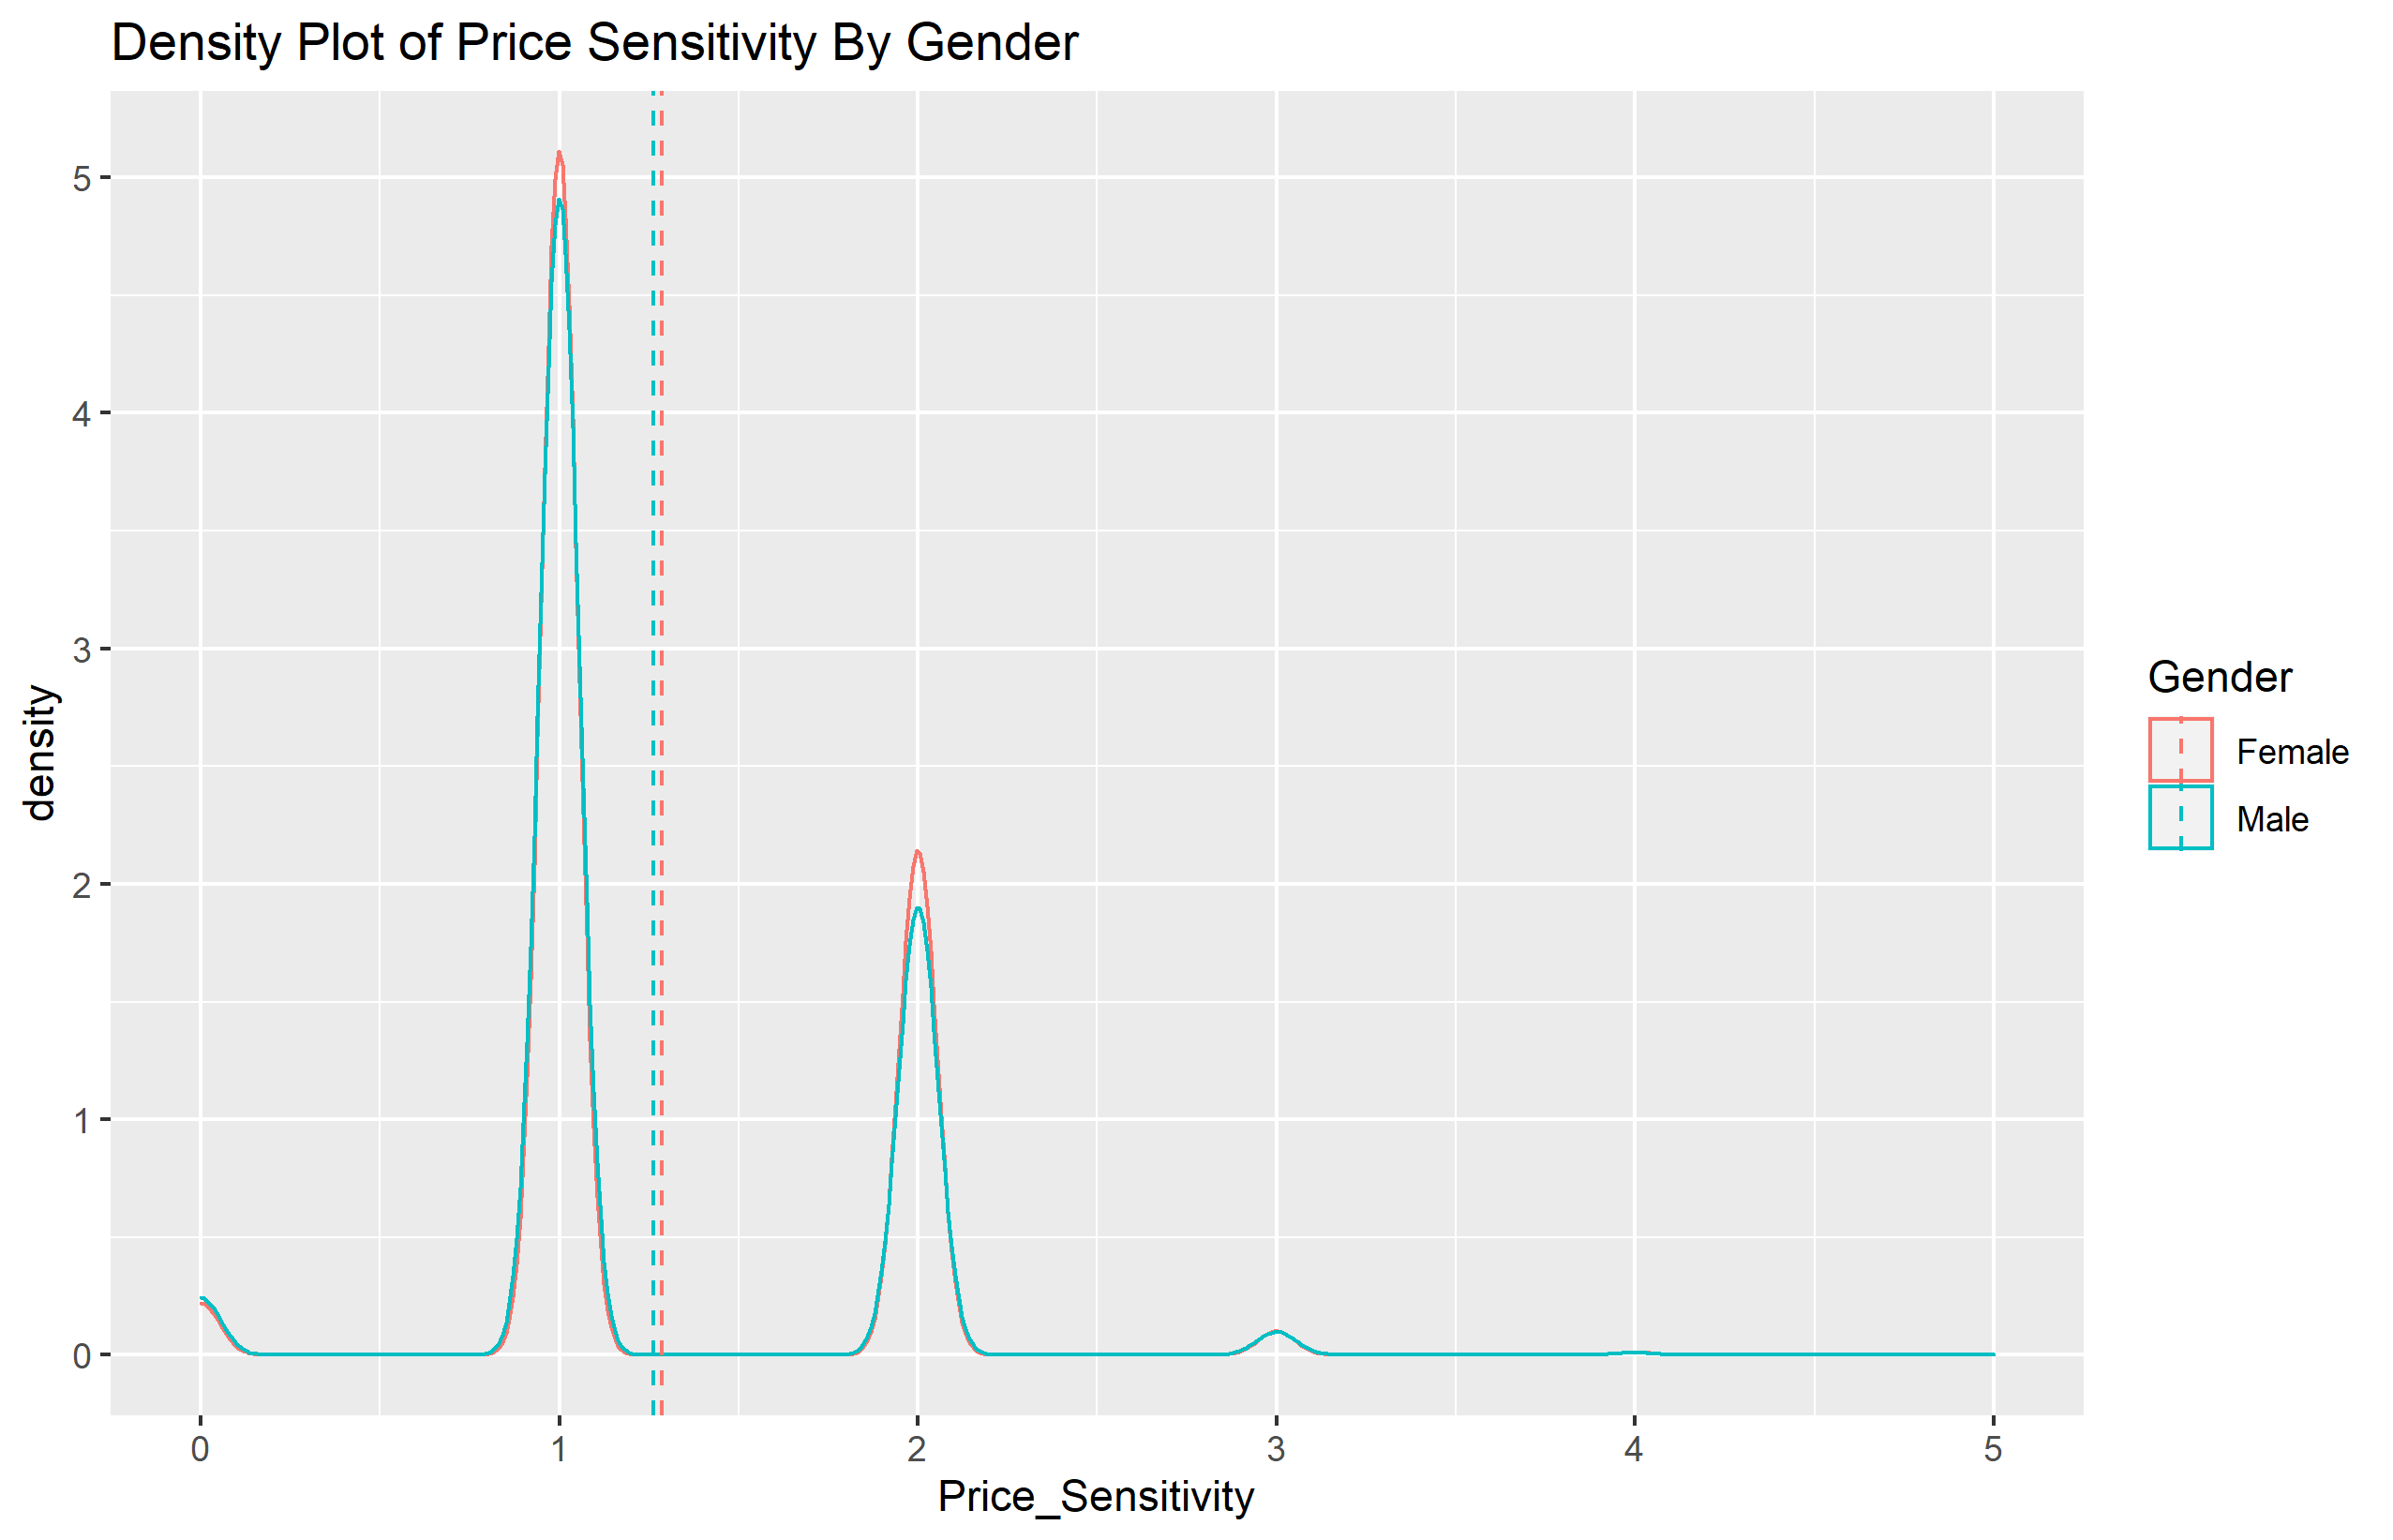 Density Plot of Price Sensitivity By Gender
5
4
3
2
1
0
density
0 1 2 3 4 5
Price_Sensitivity
Gender
Female
Male